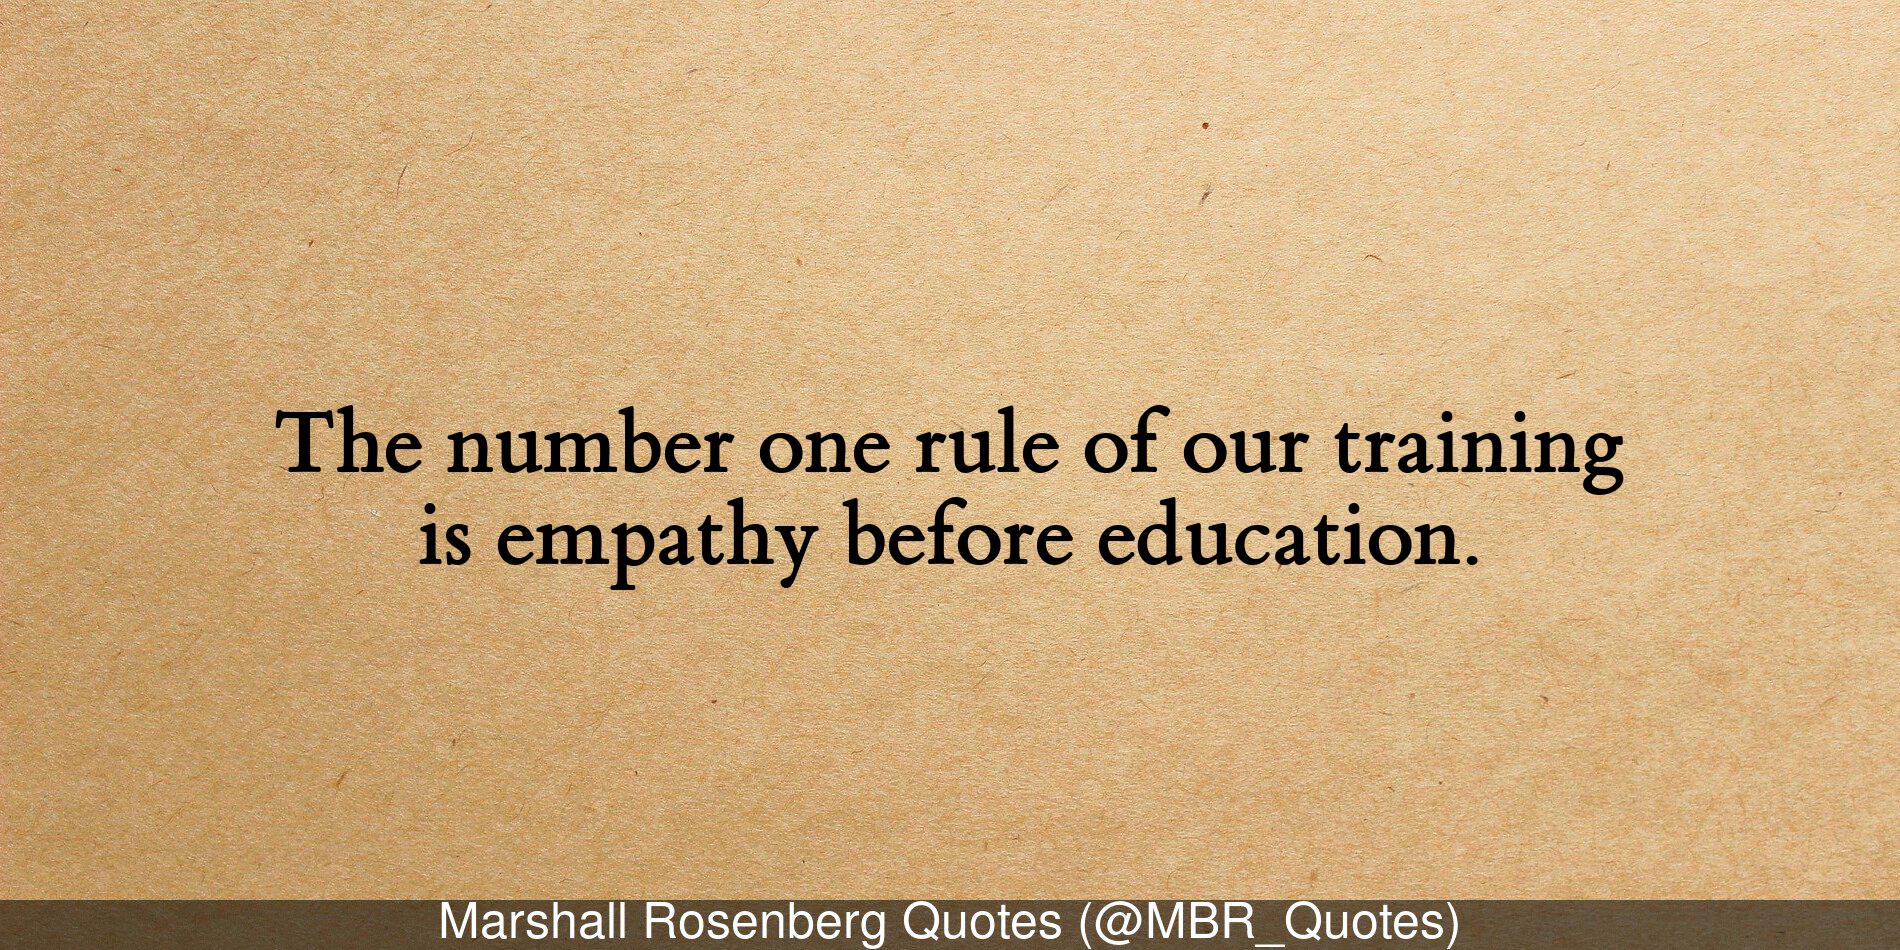 The number one rule of our training
is empathy before education.
Marshall Rosenberg Quotes (@MBR_Quotes)